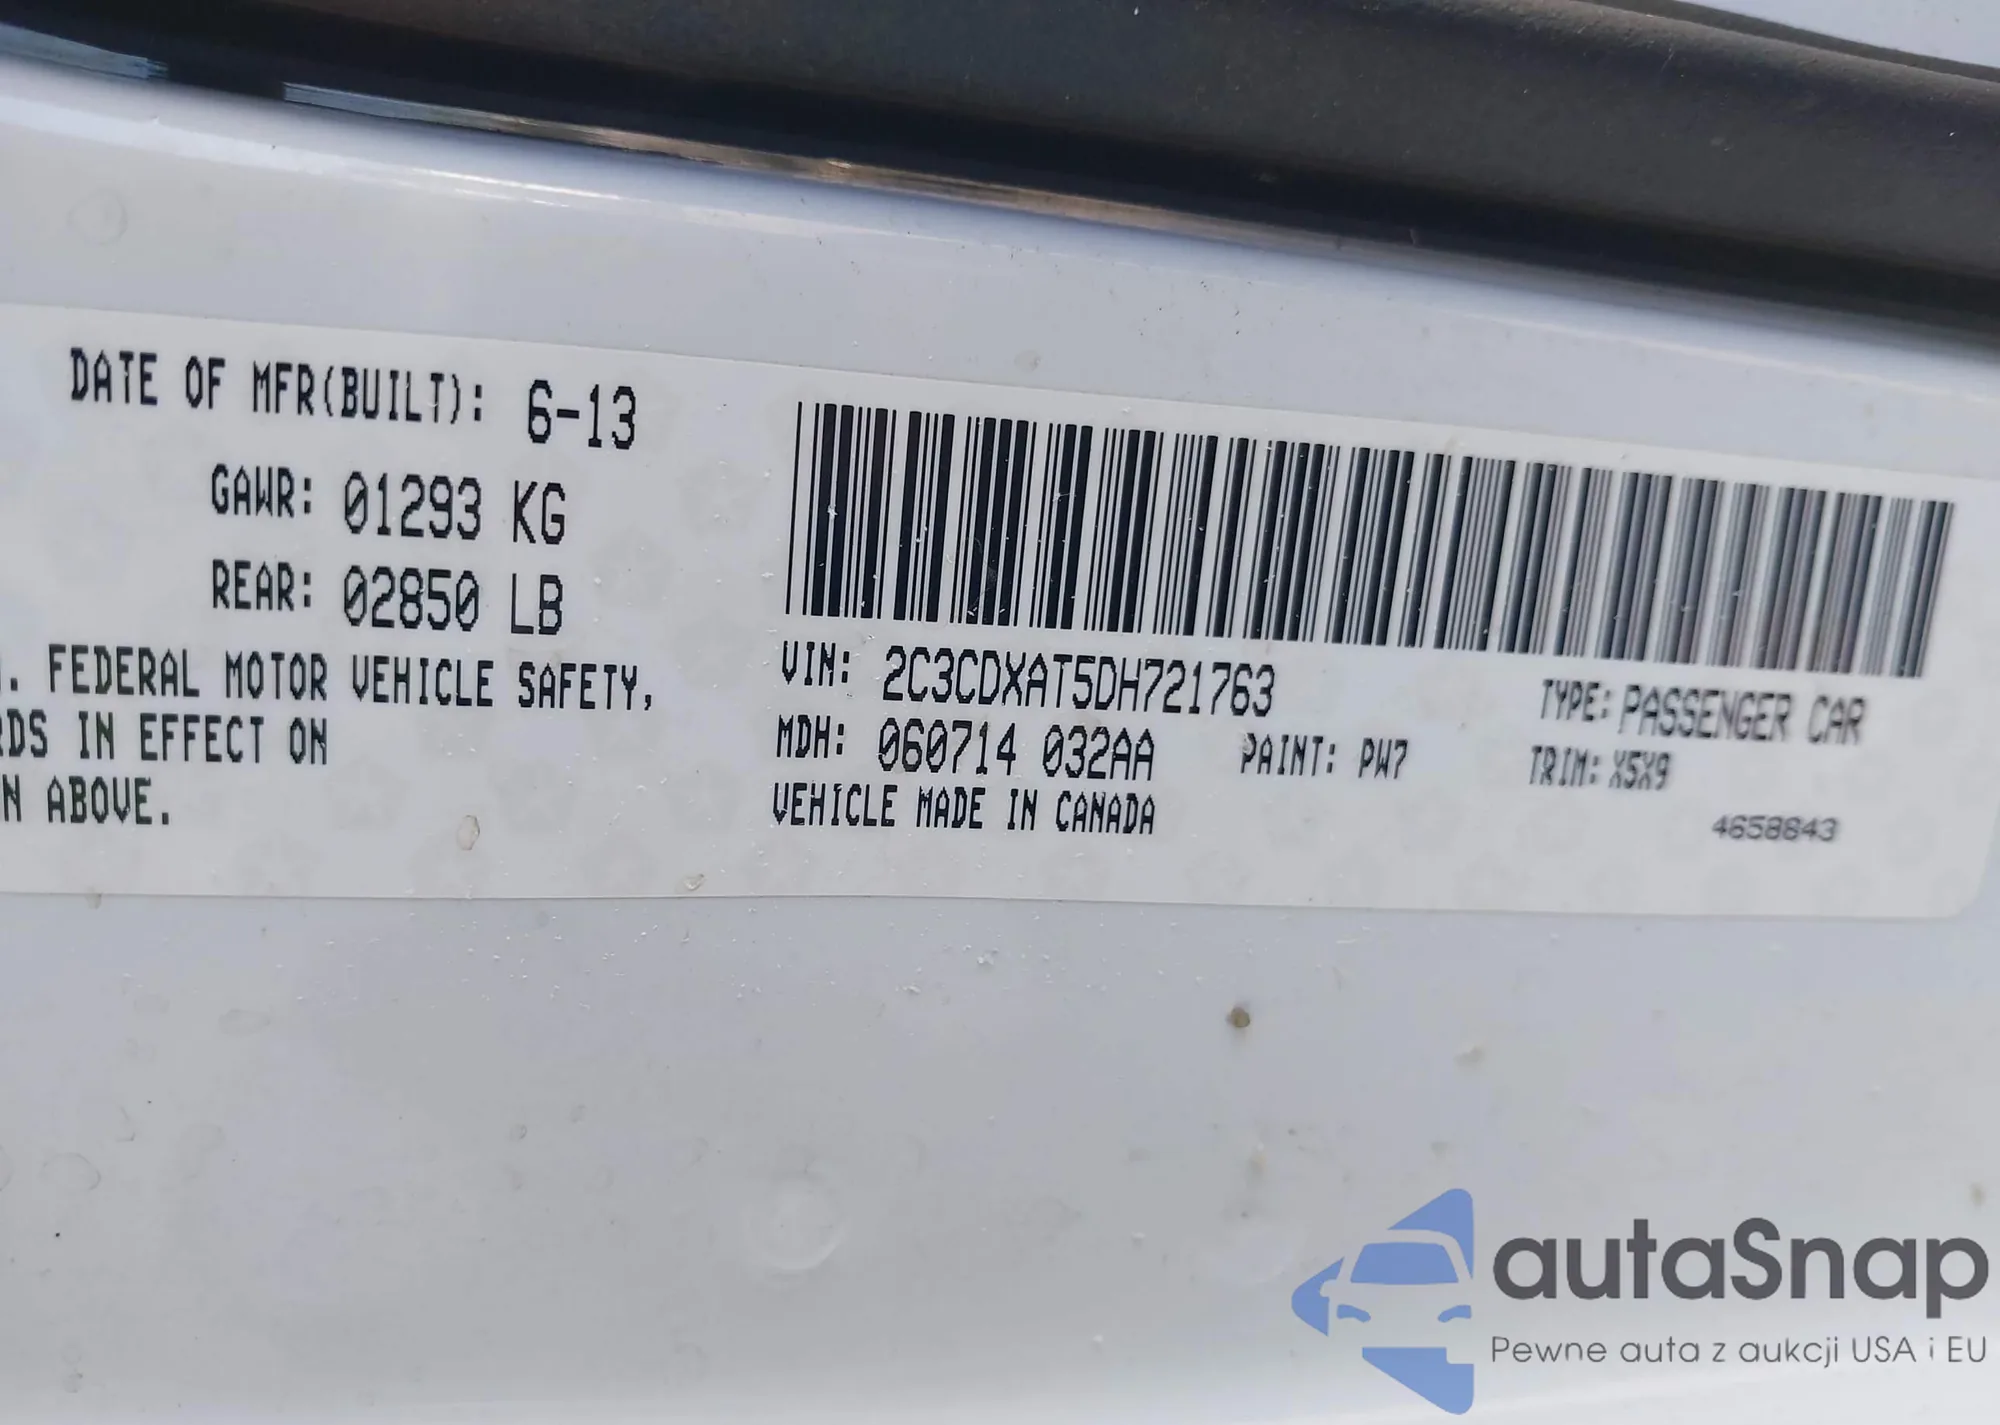 DATE OF MFR(BUILT): 6-13
GAWR: 01293 KG
REAR: 02850 LB
. FEDERAL MOTOR VEHICLE SAFETY,
RDS IN EFFECT ON
N ABOVE.
VIN: 2C3CDXAT5DH721763
TYPE: PASSENGER CAR
MDH: 060714 032AA
PAINT: PW7
TRIM: X5X9
VEHICLE MADE IN CANADA
4658843
autaSnap
Pewne auta z aukcji USA i EU